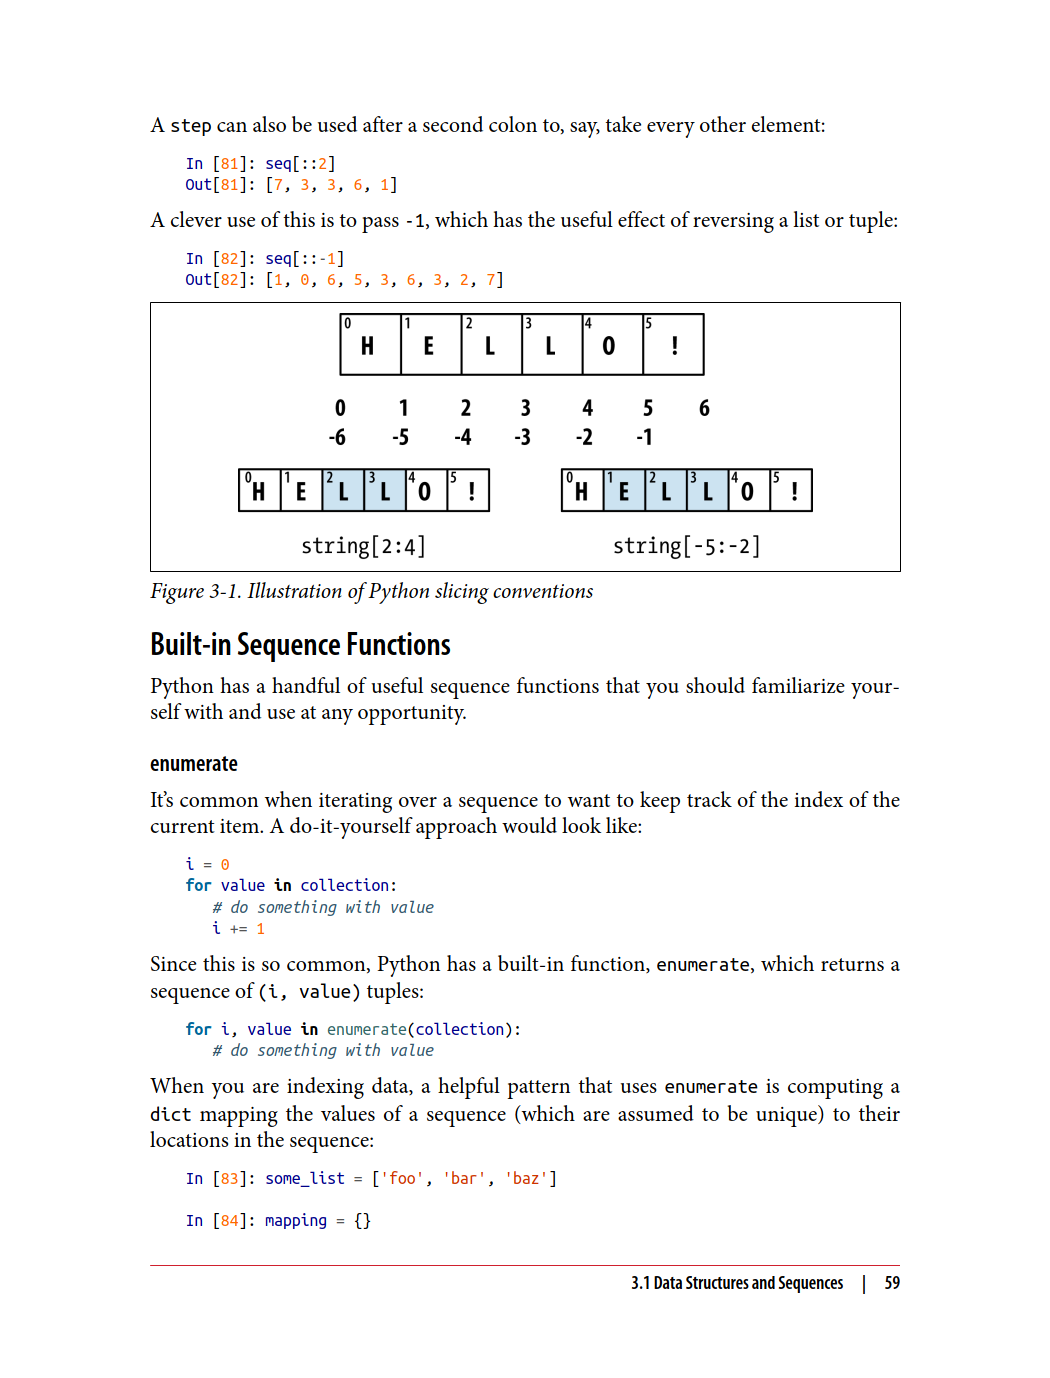 A step can also be used after a second colon to, say, take every other element:
In [81]: seq[::2]
Out[81]: [7, 3, 3, 6, 1]
A clever use of this is to pass -1, which has the useful effect of reversing a list or tuple:
In [82]: seq[::-1]
Out[82]: [1, 0, 6, 5, 3, 6, 3, 2, 7]
0 1 2 3 4 5
H E L L O !
0 1 2 3 4 5 6
-6 -5 -4 -3 -2 -1
0 1 2 3 4 5 0 1 2 3 4 5
H E L L O ! H E L L O !
string[2:4] string[-5:-2]
Figure 3-1. Illustration of Python slicing conventions
Built-in Sequence Functions
Python has a handful of useful sequence functions that you should familiarize your-
self with and use at any opportunity.
enumerate
It’s common when iterating over a sequence to want to keep track of the index of the
current item. A do-it-yourself approach would look like:
i = 0
for value in collection:
# do something with value
i += 1
Since this is so common, Python has a built-in function, enumerate, which returns a
sequence of (i, value) tuples:
for i, value in enumerate(collection):
# do something with value
When you are indexing data, a helpful pattern that uses enumerate is computing a
dict mapping the values of a sequence (which are assumed to be unique) to their
locations in the sequence:
In [83]: some_list = ['foo', 'bar', 'baz']
In [84]: mapping = {}
3.1 Data Structures and Sequences | 59